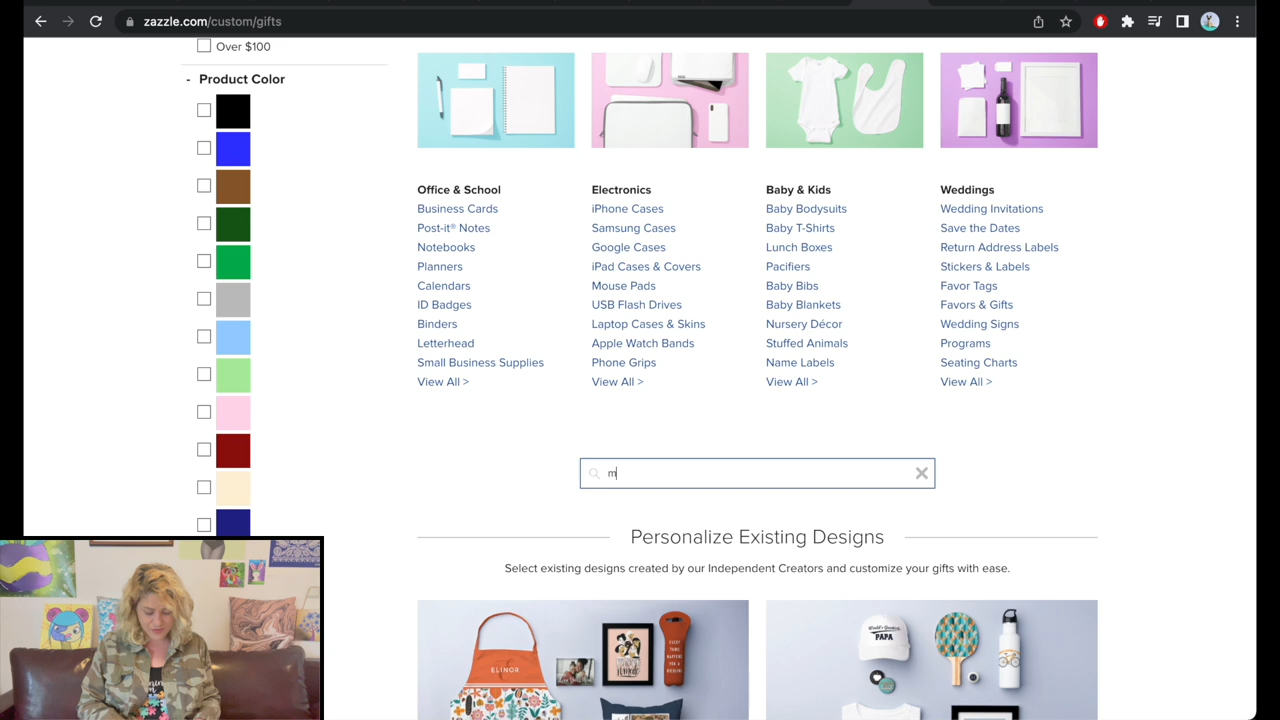 zazzle.com/custom/gifts
Over $100
- Product Color
Office & School
Business Cards
Post-it® Notes
Notebooks
Planners
Calendars
ID Badges
Binders
Letterhead
Small Business Supplies
View All >
Electronics
iPhone Cases
Samsung Cases
Google Cases
iPad Cases & Covers
Mouse Pads
USB Flash Drives
Laptop Cases & Skins
Apple Watch Bands
Phone Grips
View All >
Baby & Kids
Baby Bodysuits
Baby T-Shirts
Lunch Boxes
Pacifiers
Baby Bibs
Baby Blankets
Nursery Décor
Stuffed Animals
Name Labels
View All >
Weddings
Wedding Invitations
Save the Dates
Return Address Labels
Stickers & Labels
Favor Tags
Favors & Gifts
Wedding Signs
Programs
Seating Charts
View All >
m
Personalize Existing Designs
Select existing designs created by our Independent Creators and customize your gifts with ease.
ELINOR
World's Greatest
PAPA